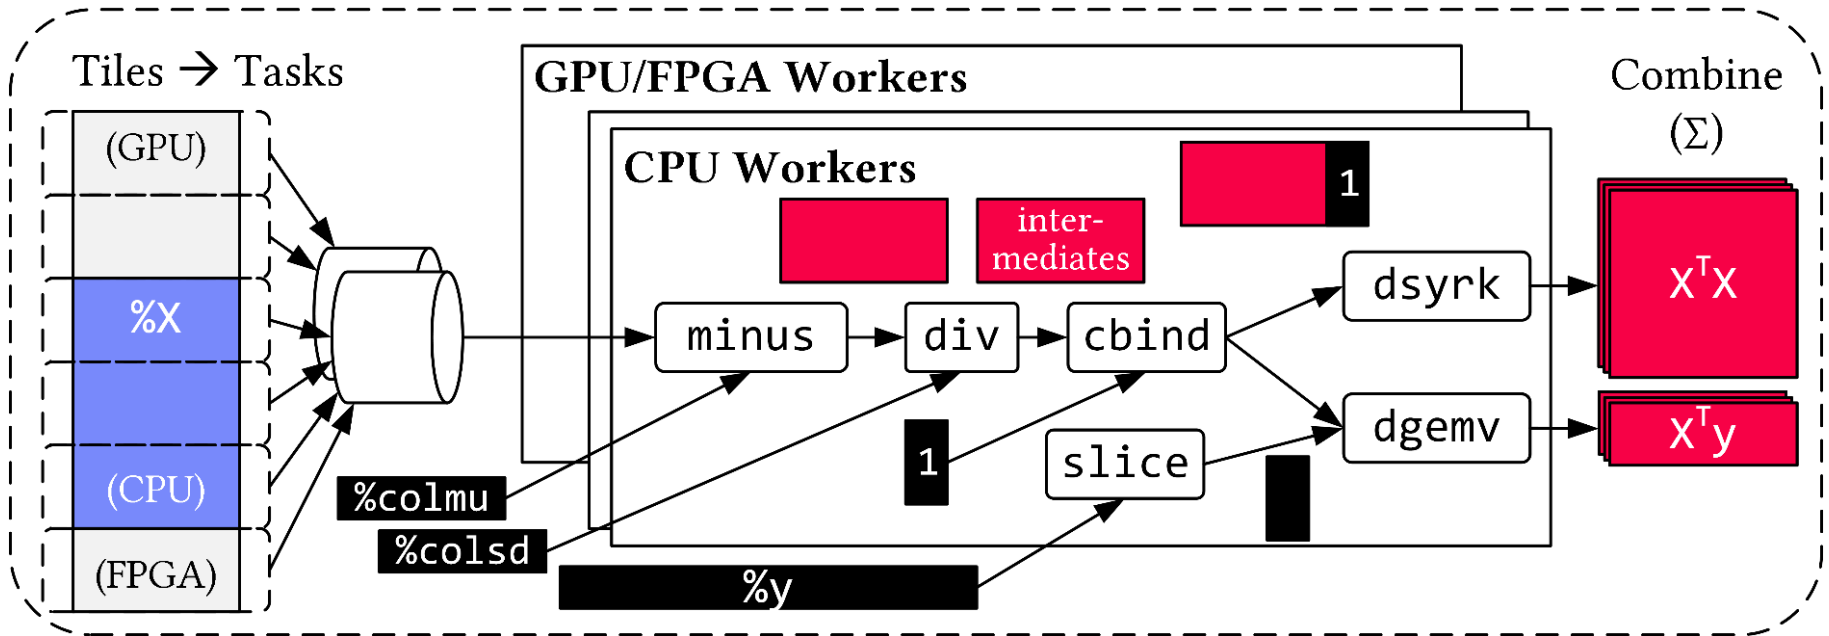 Tiles → Tasks
(GPU)
%X
(CPU)
(FPGA)
GPU/FPGA Workers
CPU Workers
inter-
mediates
1
minus
div
cbind
dsyrk
dgemv
slice
1
%colmu
%colsd
%y
Combine
(Σ)
XᵀX
Xᵀy